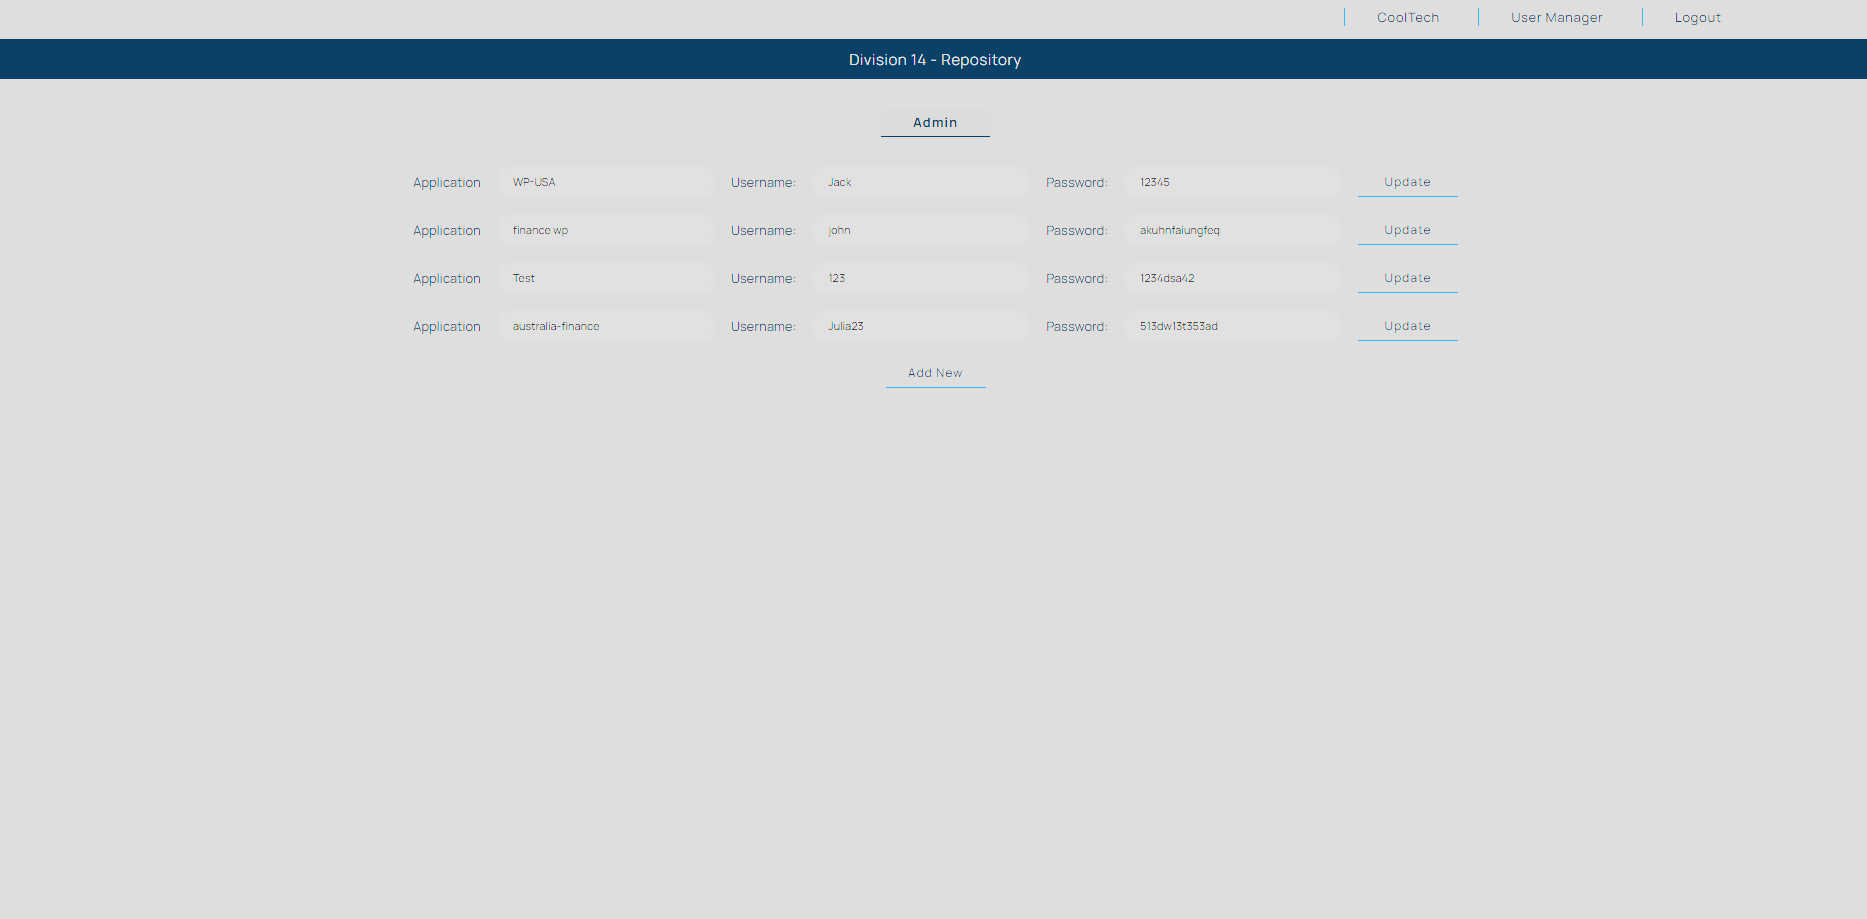 CoolTech User Manager Logout
Division 14 - Repository
Admin
Application WP-USA Username: Jack Password: 12345 Update
Application finance wp Username: john Password: akuhnfaiungfeq Update
Application Test Username: 123 Password: 1234dsa42 Update
Application australia-finance Username: Julia23 Password: 513dw13t353ad Update
Add New